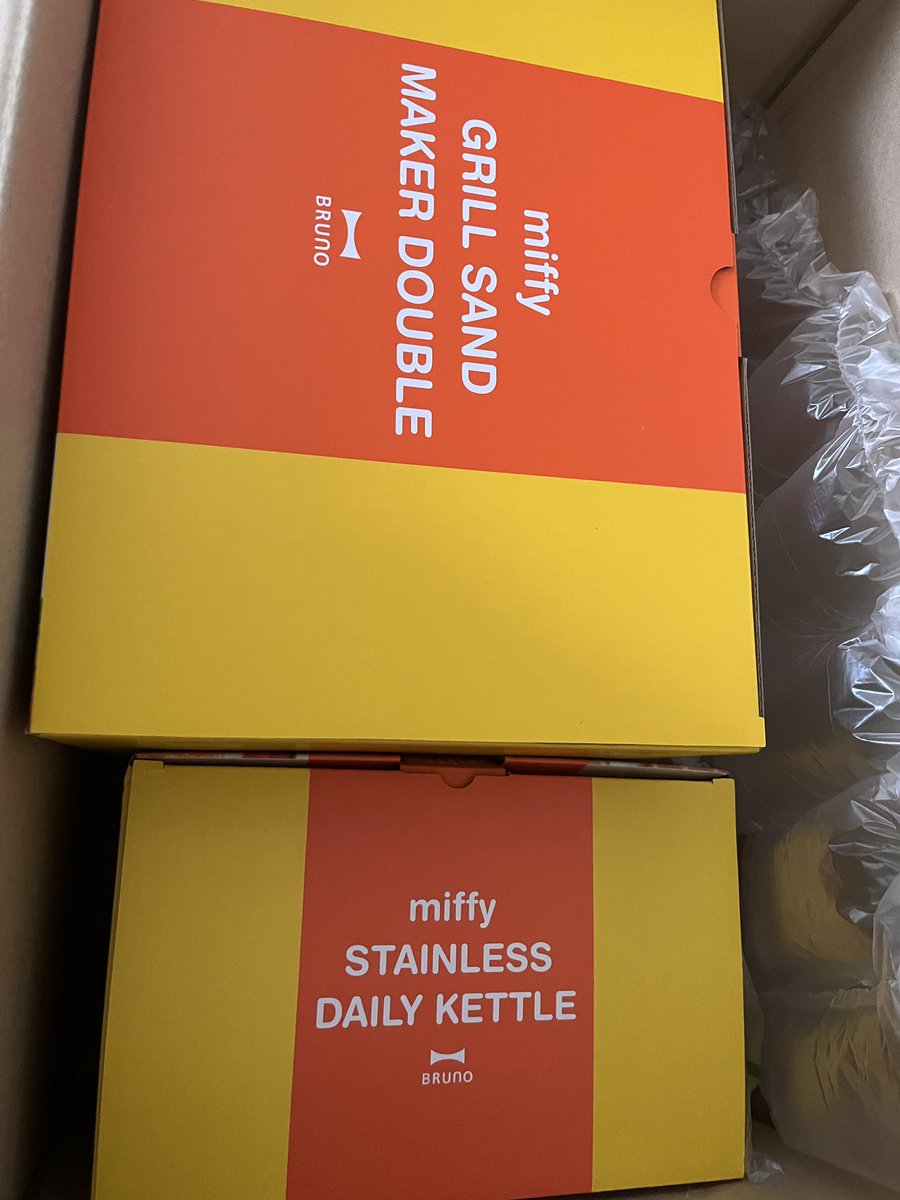 miffy
GRILL SAND
MAKER DOUBLE
BRUNO
miffy
STAINLESS
DAILY KETTLE
BRUNO